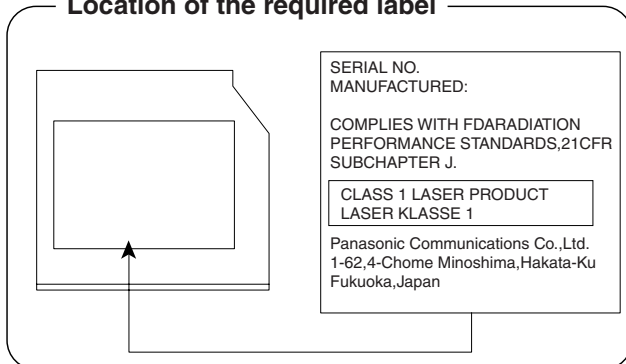 Location of the required label
SERIAL NO.
MANUFACTURED:
COMPLIES WITH FDARADIATION
PERFORMANCE STANDARDS,21CFR
SUBCHAPTER J.
CLASS 1 LASER PRODUCT
LASER KLASSE 1
Panasonic Communications Co.,Ltd.
1-62,4-Chome Minoshima,Hakata-Ku
Fukuoka,Japan